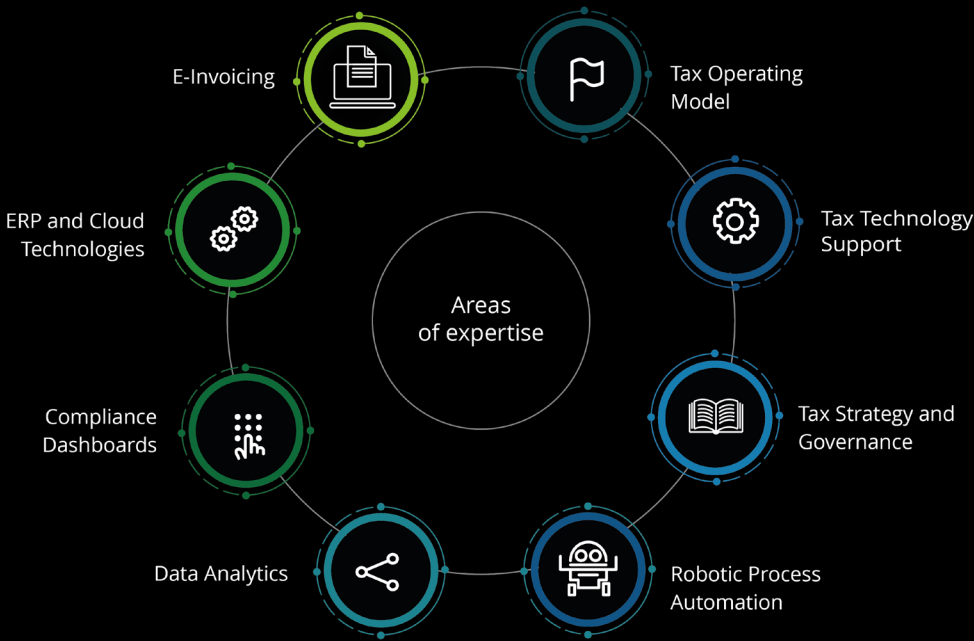 E-Invoicing
Tax Operating
Model
ERP and Cloud
Technologies
Tax Technology
Support
Areas
of expertise
Compliance
Dashboards
Tax Strategy and
Governance
Data Analytics
Robotic Process
Automation